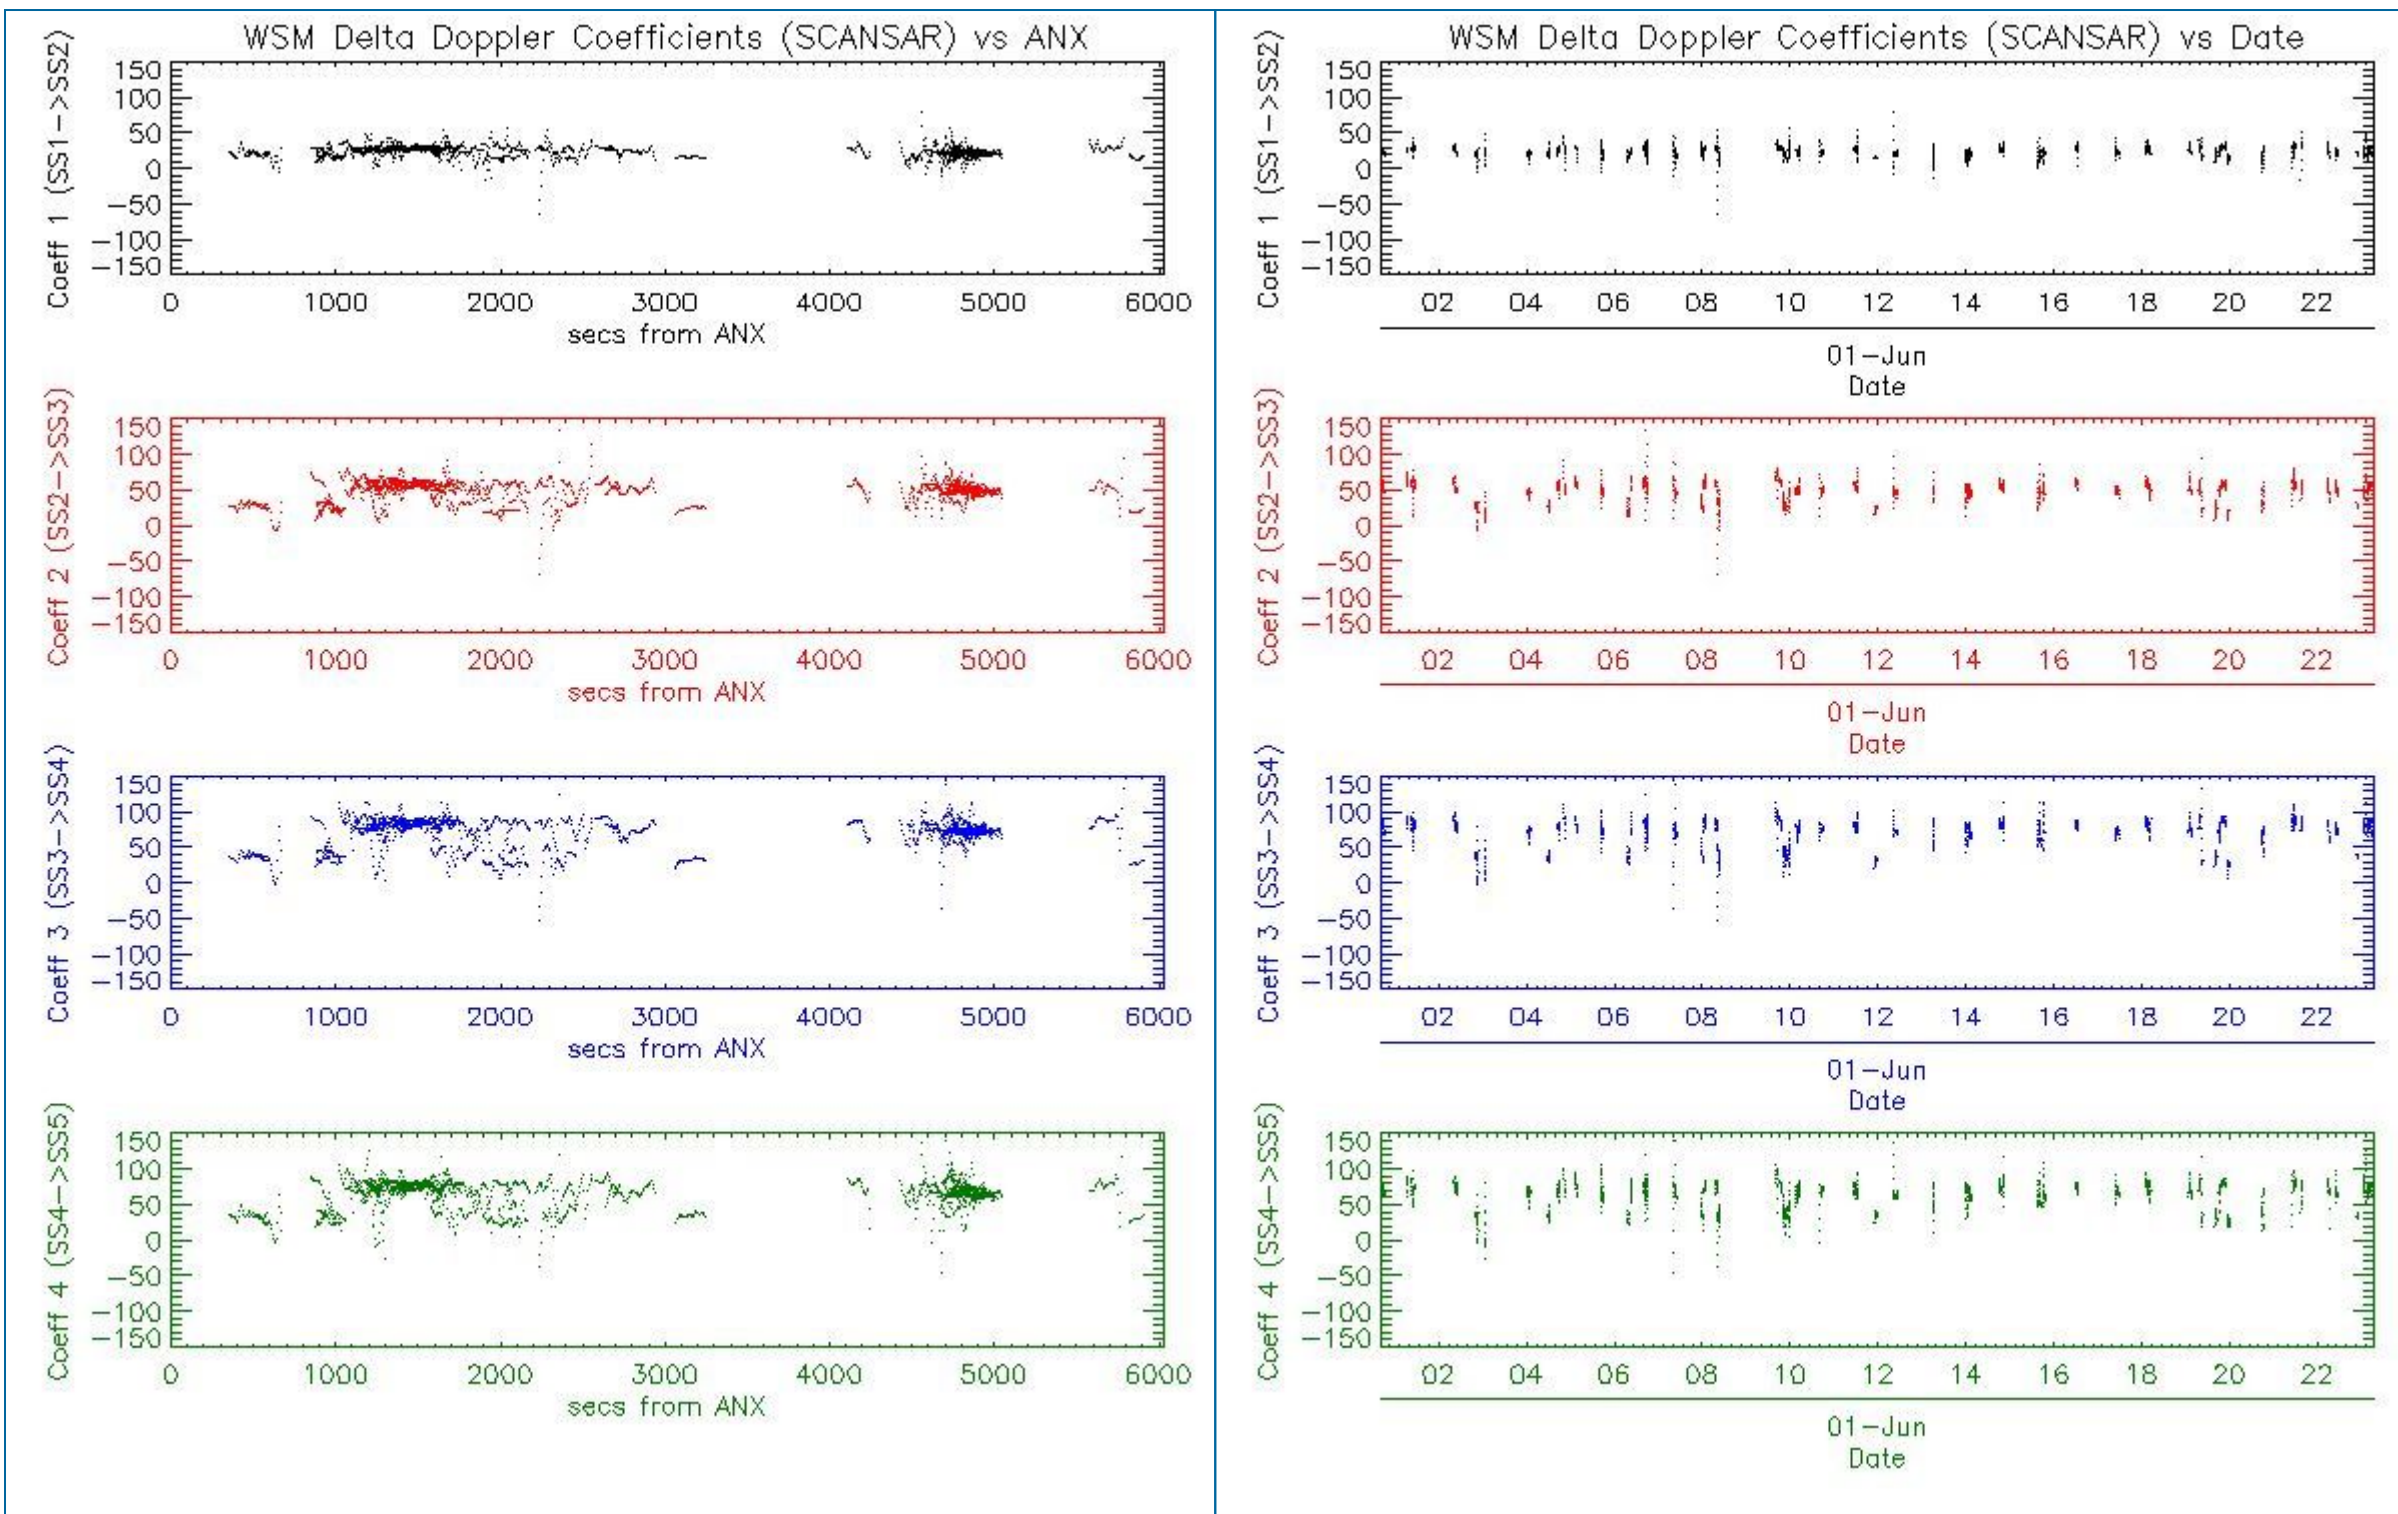 WSM Delta Doppler Coefficients (SCANSAR) vs ANX
Coeff 1 (SS1->SS2)
150
100
50
0
-50
-100
-150
0 1000 2000 3000 4000 5000 6000
secs from ANX
Coeff 2 (SS2->SS3)
150
100
50
0
-50
-100
-150
0 1000 2000 3000 4000 5000 6000
secs from ANX
Coeff 3 (SS3->SS4)
150
100
50
0
-50
-100
-150
0 1000 2000 3000 4000 5000 6000
secs from ANX
Coeff 4 (SS4->SS5)
150
100
50
0
-50
-100
-150
0 1000 2000 3000 4000 5000 6000
secs from ANX
WSM Delta Doppler Coefficients (SCANSAR) vs Date
Coeff 1 (SS1->SS2)
150
100
50
0
-50
-100
-150
02 04 06 08 10 12 14 16 18 20 22
01-Jun
Date
Coeff 2 (SS2->SS3)
150
100
50
0
-50
-100
-150
02 04 06 08 10 12 14 16 18 20 22
01-Jun
Date
Coeff 3 (SS3->SS4)
150
100
50
0
-50
-100
-150
02 04 06 08 10 12 14 16 18 20 22
01-Jun
Date
Coeff 4 (SS4->SS5)
150
100
50
0
-50
-100
-150
02 04 06 08 10 12 14 16 18 20 22
01-Jun
Date